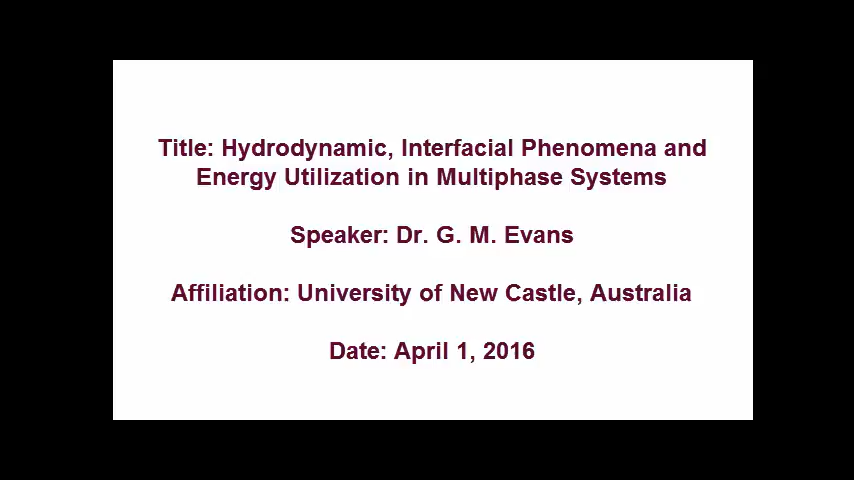 Title: Hydrodynamic, Interfacial Phenomena and
Energy Utilization in Multiphase Systems
Speaker: Dr. G. M. Evans
Affiliation: University of New Castle, Australia
Date: April 1, 2016